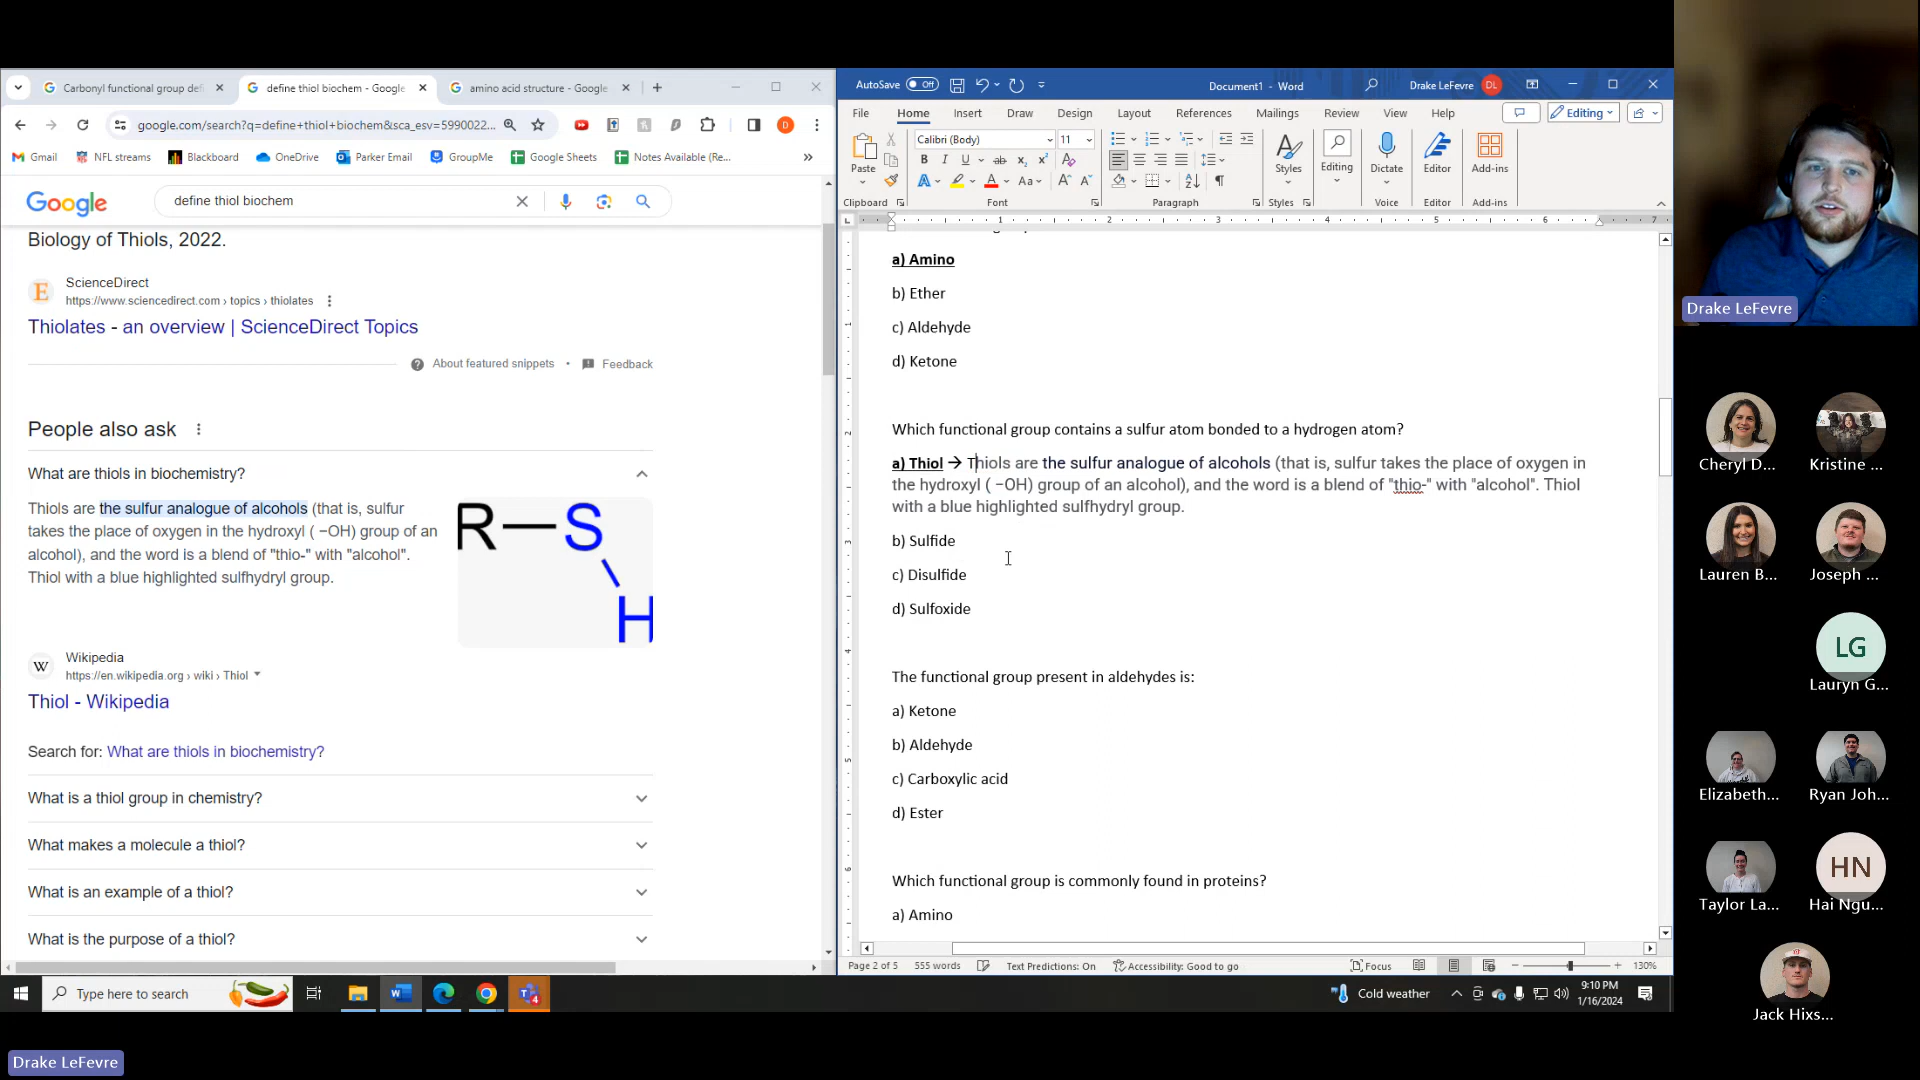 Carbonyl functional group def
define thiol biochem - Google
amino acid structure - Google
google.com/search?q=define+thiol+biochem&sca_esv=5990022...
Gmail
NFL streams
Blackboard
OneDrive
Parker Email
GroupMe
Google Sheets
Notes Available (Re...
Google
define thiol biochem
Biology of Thiols, 2022.
E
ScienceDirect
https://www.sciencedirect.com › topics › thiolates
Thiolates - an overview | ScienceDirect Topics
About featured snippets
Feedback
People also ask
What are thiols in biochemistry?
Thiols are the sulfur analogue of alcohols (that is, sulfur
takes the place of oxygen in the hydroxyl ( −OH) group of an
alcohol), and the word is a blend of "thio-" with "alcohol".
Thiol with a blue highlighted sulfhydryl group.
R—S
H
W
Wikipedia
https://en.wikipedia.org › wiki › Thiol
Thiol - Wikipedia
Search for: What are thiols in biochemistry?
What is a thiol group in chemistry?
What makes a molecule a thiol?
What is an example of a thiol?
What is the purpose of a thiol?
AutoSave Off
Document1 - Word
Drake LeFevre DL
File Home Insert Draw Design Layout References Mailings Review View Help
Editing
Paste
Calibri (Body) 11
Styles
Editing
Dictate
Editor
Add-ins
Clipboard
Font
Paragraph
Styles
Voice
Editor
Add-ins
1 2 3 4 5 6 7
a) Amino
b) Ether
c) Aldehyde
d) Ketone
Which functional group contains a sulfur atom bonded to a hydrogen atom?
a) Thiol → Thiols are the sulfur analogue of alcohols (that is, sulfur takes the place of oxygen in
the hydroxyl ( −OH) group of an alcohol), and the word is a blend of "thio-" with "alcohol". Thiol
with a blue highlighted sulfhydryl group.
b) Sulfide
c) Disulfide
d) Sulfoxide
The functional group present in aldehydes is:
a) Ketone
b) Aldehyde
c) Carboxylic acid
d) Ester
Which functional group is commonly found in proteins?
a) Amino
Page 2 of 5
555 words
Text Predictions: On
Accessibility: Good to go
Focus
130%
Type here to search
Cold weather
9:10 PM
1/16/2024
Drake LeFevre
Cheryl D...
Kristine ...
Lauren B...
Joseph ...
LG
Lauryn G...
Elizabeth...
Ryan Joh...
Taylor La...
HN
Hai Ngu...
Jack Hixs...
Drake LeFevre